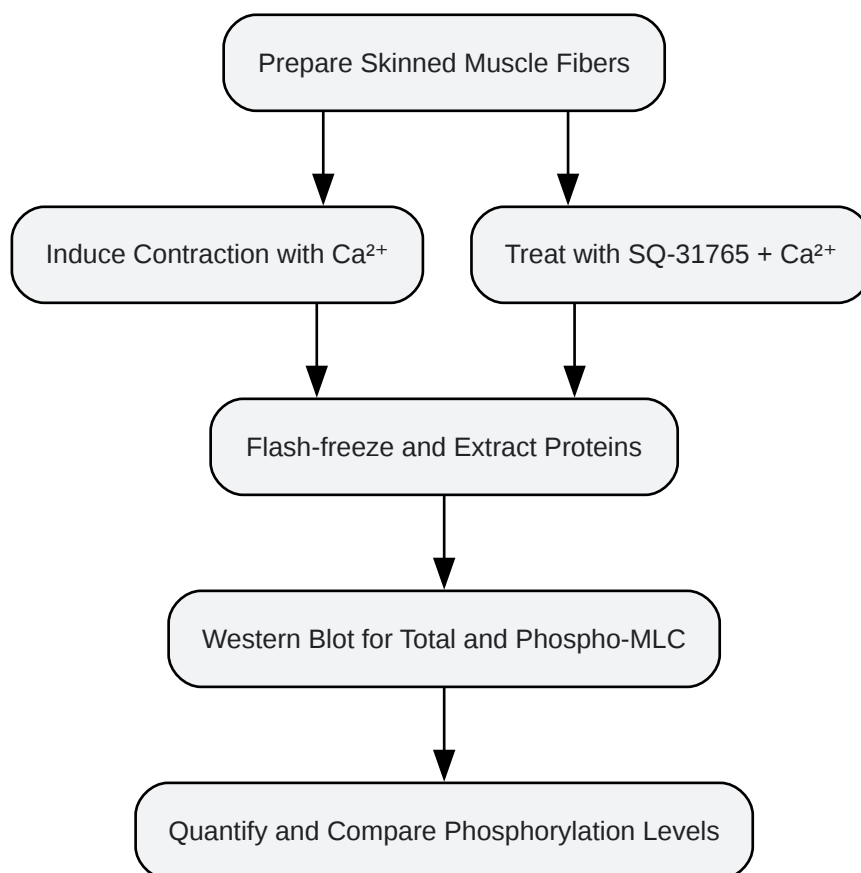 Prepare Skinned Muscle Fibers
Induce Contraction with Ca²⁺
Treat with SQ-31765 + Ca²⁺
Flash-freeze and Extract Proteins
Western Blot for Total and Phospho-MLC
Quantify and Compare Phosphorylation Levels